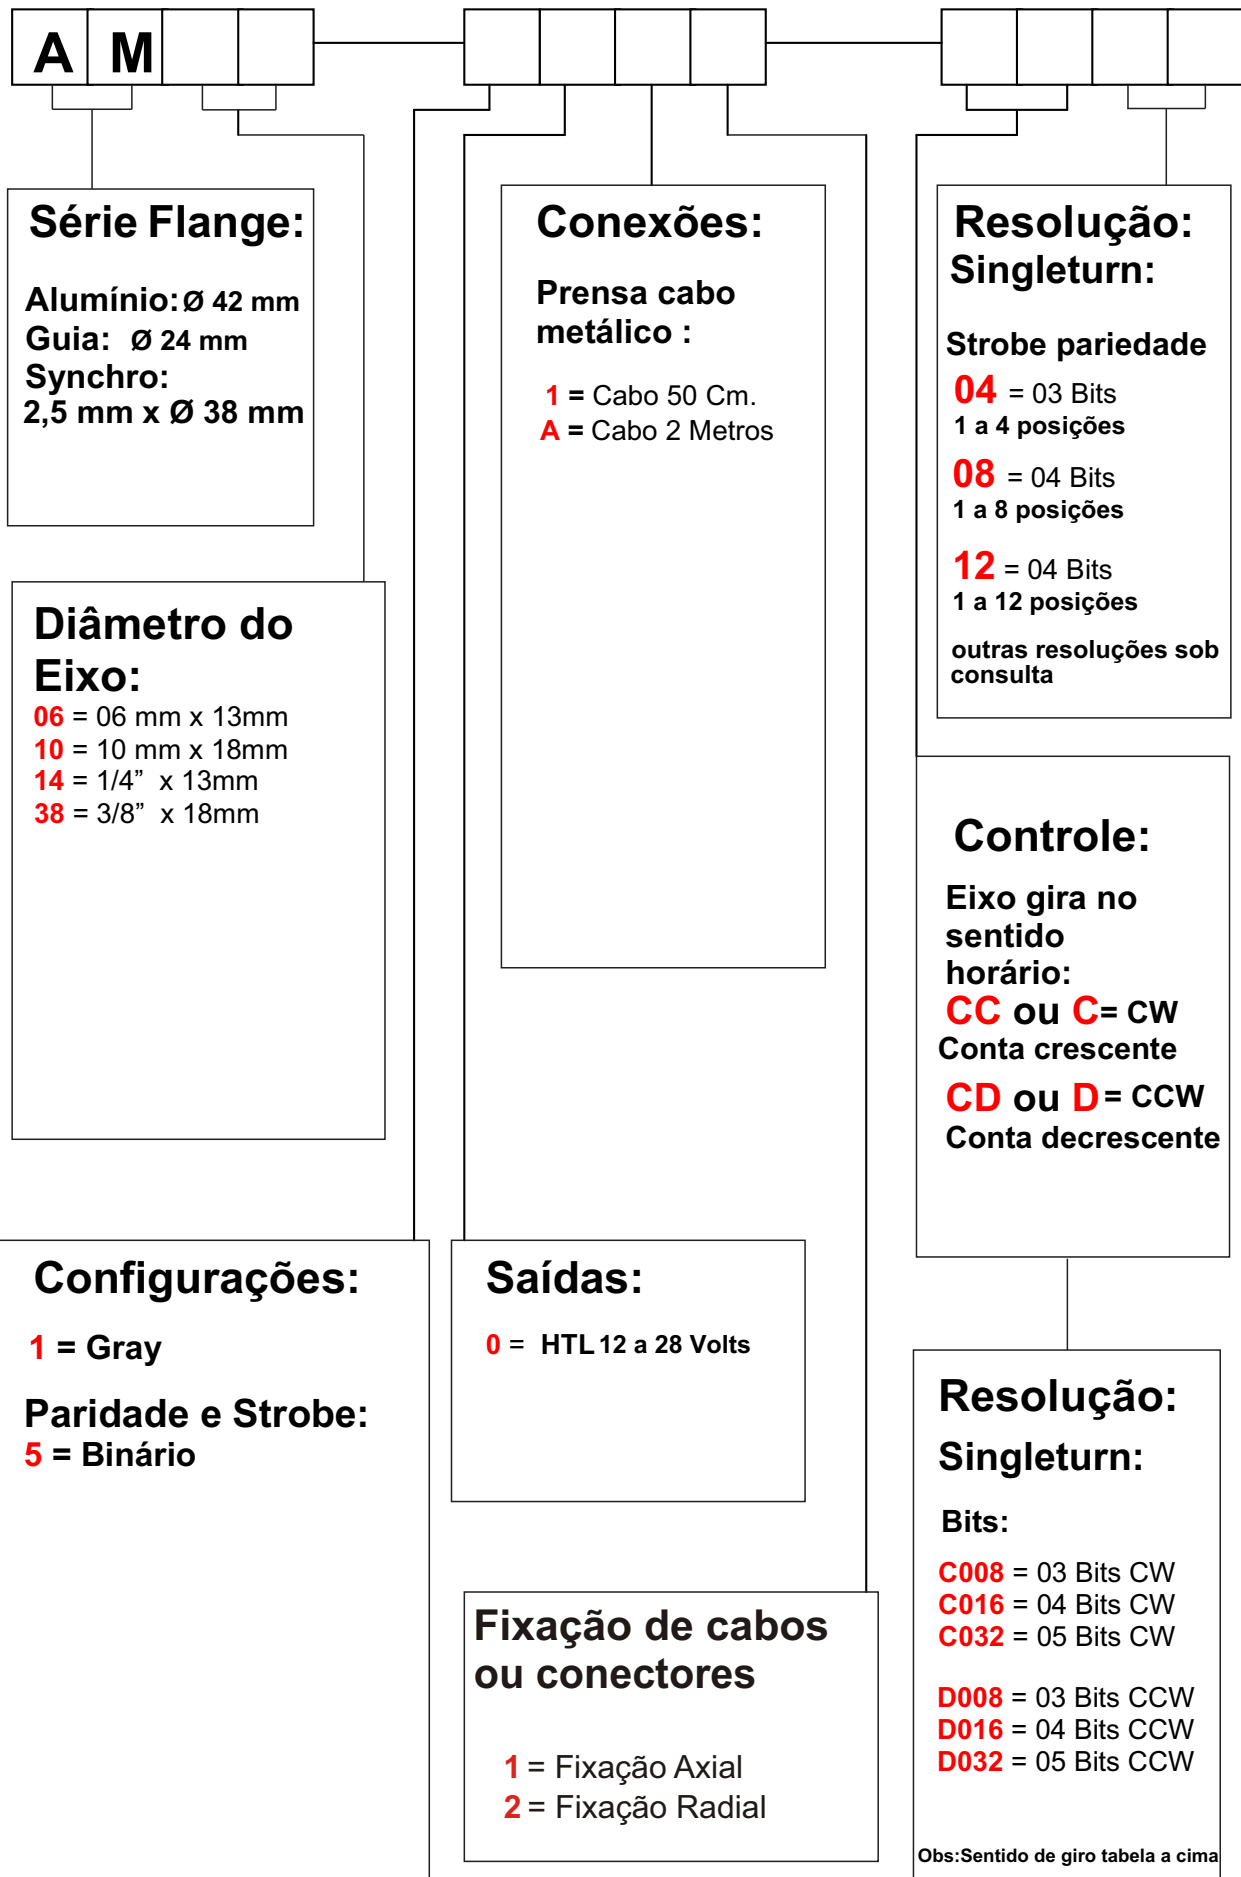 A M
Série Flange:
Alumínio: Ø 42 mm
Guia: Ø 24 mm
Synchro:
2,5 mm x Ø 38 mm
Diâmetro do
Eixo:
06 = 06 mm x 13mm
10 = 10 mm x 18mm
14 = 1/4” x 13mm
38 = 3/8” x 18mm
Configurações:
1 = Gray
Paridade e Strobe:
5 = Binário
Conexões:
Prensa cabo
metálico :
1 = Cabo 50 Cm.
A = Cabo 2 Metros
Saídas:
0 = HTL 12 a 28 Volts
Fixação de cabos
ou conectores
1 = Fixação Axial
2 = Fixação Radial
Resolução:
Singleturn:
Strobe pariedade
04 = 03 Bits
1 a 4 posições
08 = 04 Bits
1 a 8 posições
12 = 04 Bits
1 a 12 posições
outras resoluções sob
consulta
Controle:
Eixo gira no
sentido
horário:
CC ou C= CW
Conta crescente
CD ou D= CCW
Conta decrescente
Resolução:
Singleturn:
Bits:
C008 = 03 Bits CW
C016 = 04 Bits CW
C032 = 05 Bits CW
D008 = 03 Bits CCW
D016 = 04 Bits CCW
D032 = 05 Bits CCW
Obs:Sentido de giro tabela a cima